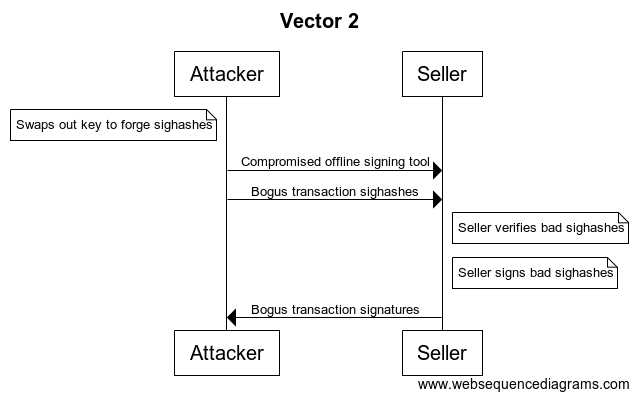 Vector 2
Attacker
Seller
Swaps out key to forge sighashes
Compromised offline signing tool
Bogus transaction sighashes
Seller verifies bad sighashes
Seller signs bad sighashes
Bogus transaction signatures
Attacker
Seller
www.websequencediagrams.com